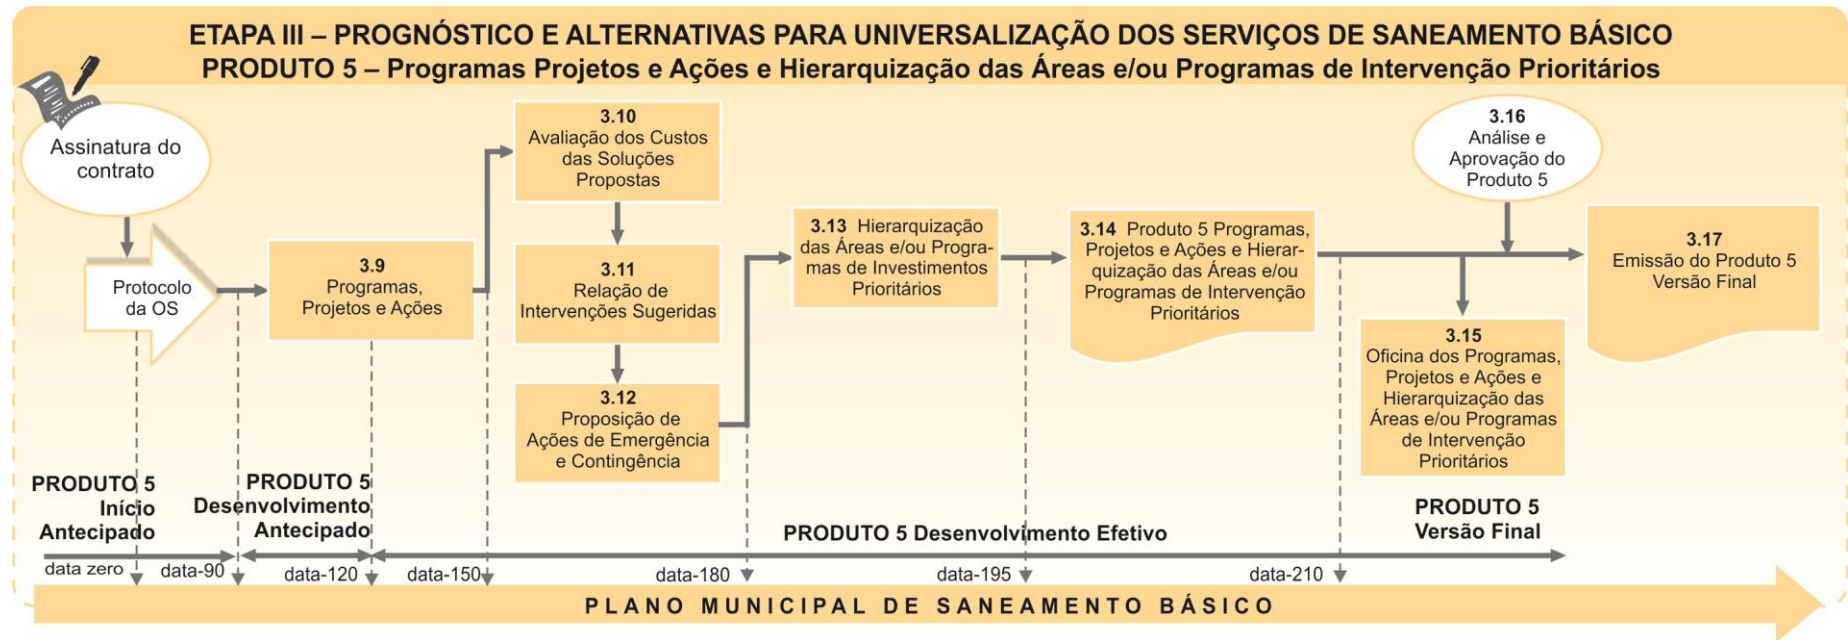 ETAPA III – PROGNÓSTICO E ALTERNATIVAS PARA UNIVERSALIZAÇÃO DOS SERVIÇOS DE SANEAMENTO BÁSICO
PRODUTO 5 – Programas Projetos e Ações e Hierarquização das Áreas e/ou Programas de Intervenção Prioritários
Assinatura do
contrato
Protocolo
da OS
3.9
Programas,
Projetos e Ações
3.10
Avaliação dos Custos
das Soluções
Propostas
3.11
Relação de
Intervenções Sugeridas
3.12
Proposição de
Ações de Emergência
e Contingência
3.13 Hierarquização
das Áreas e/ou Progra-
mas de Investimentos
Prioritários
3.14 Produto 5 Programas,
Projetos e Ações e Hierar-
quização das Áreas e/ou
Programas de Intervenção
Prioritários
3.16
Análise e
Aprovação do
Produto 5
3.15
Oficina dos Programas,
Projetos e Ações e
Hierarquização das
Áreas e/ou Programas
de Intervenção
Prioritários
3.17
Emissão do Produto 5
Versão Final
PRODUTO 5
Início
Antecipado
PRODUTO 5
Desenvolvimento
Antecipado
PRODUTO 5 Desenvolvimento Efetivo
PRODUTO 5
Versão Final
data zero
data-90
data-120
data-150
data-180
data-195
data-210
PLANO MUNICIPAL DE SANEAMENTO BÁSICO